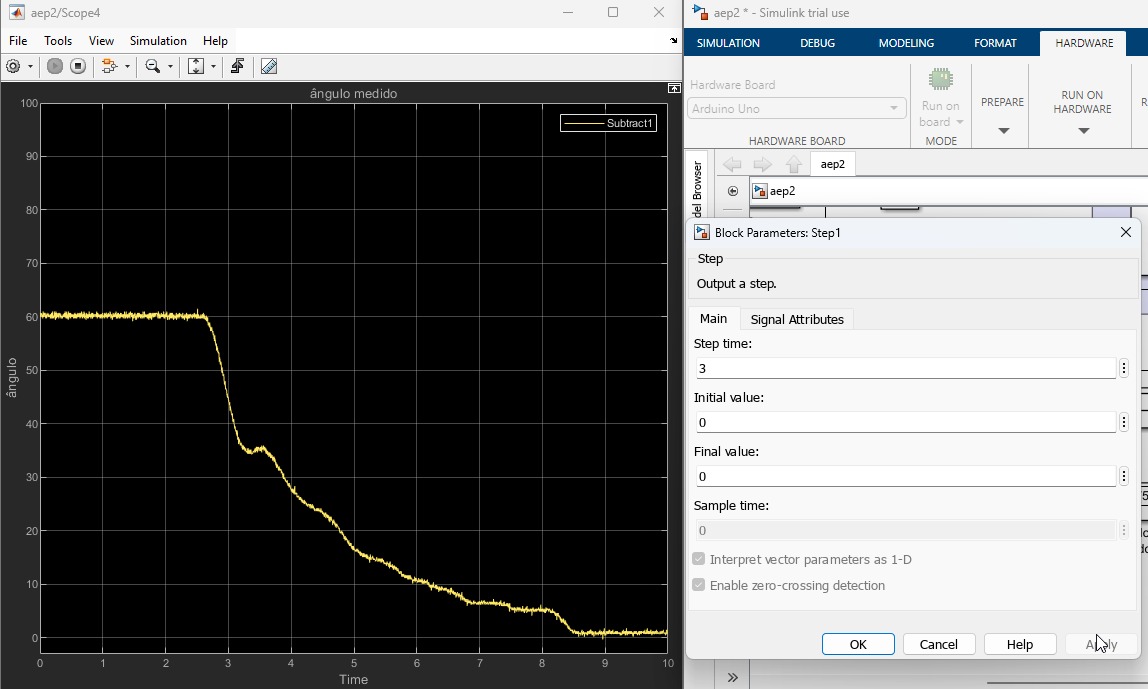 aep2/Scope4
File Tools View Simulation Help
ângulo medido
Subtract1
100
90
80
70
60
50
40
30
20
10
0
ângulo
0 1 2 3 4 5 6 7 8 9 10
Time
aep2 * - Simulink trial use
SIMULATION DEBUG MODELING FORMAT HARDWARE
Hardware Board
Arduino Uno
HARDWARE BOARD
Run on
board
MODE
PREPARE
RUN ON
HARDWARE
R
aep2
aep2
del Browser
Block Parameters: Step1
Step
Output a step.
Main Signal Attributes
Step time:
3
Initial value:
0
Final value:
0
Sample time:
0
Interpret vector parameters as 1-D
Enable zero-crossing detection
OK Cancel Help Apply